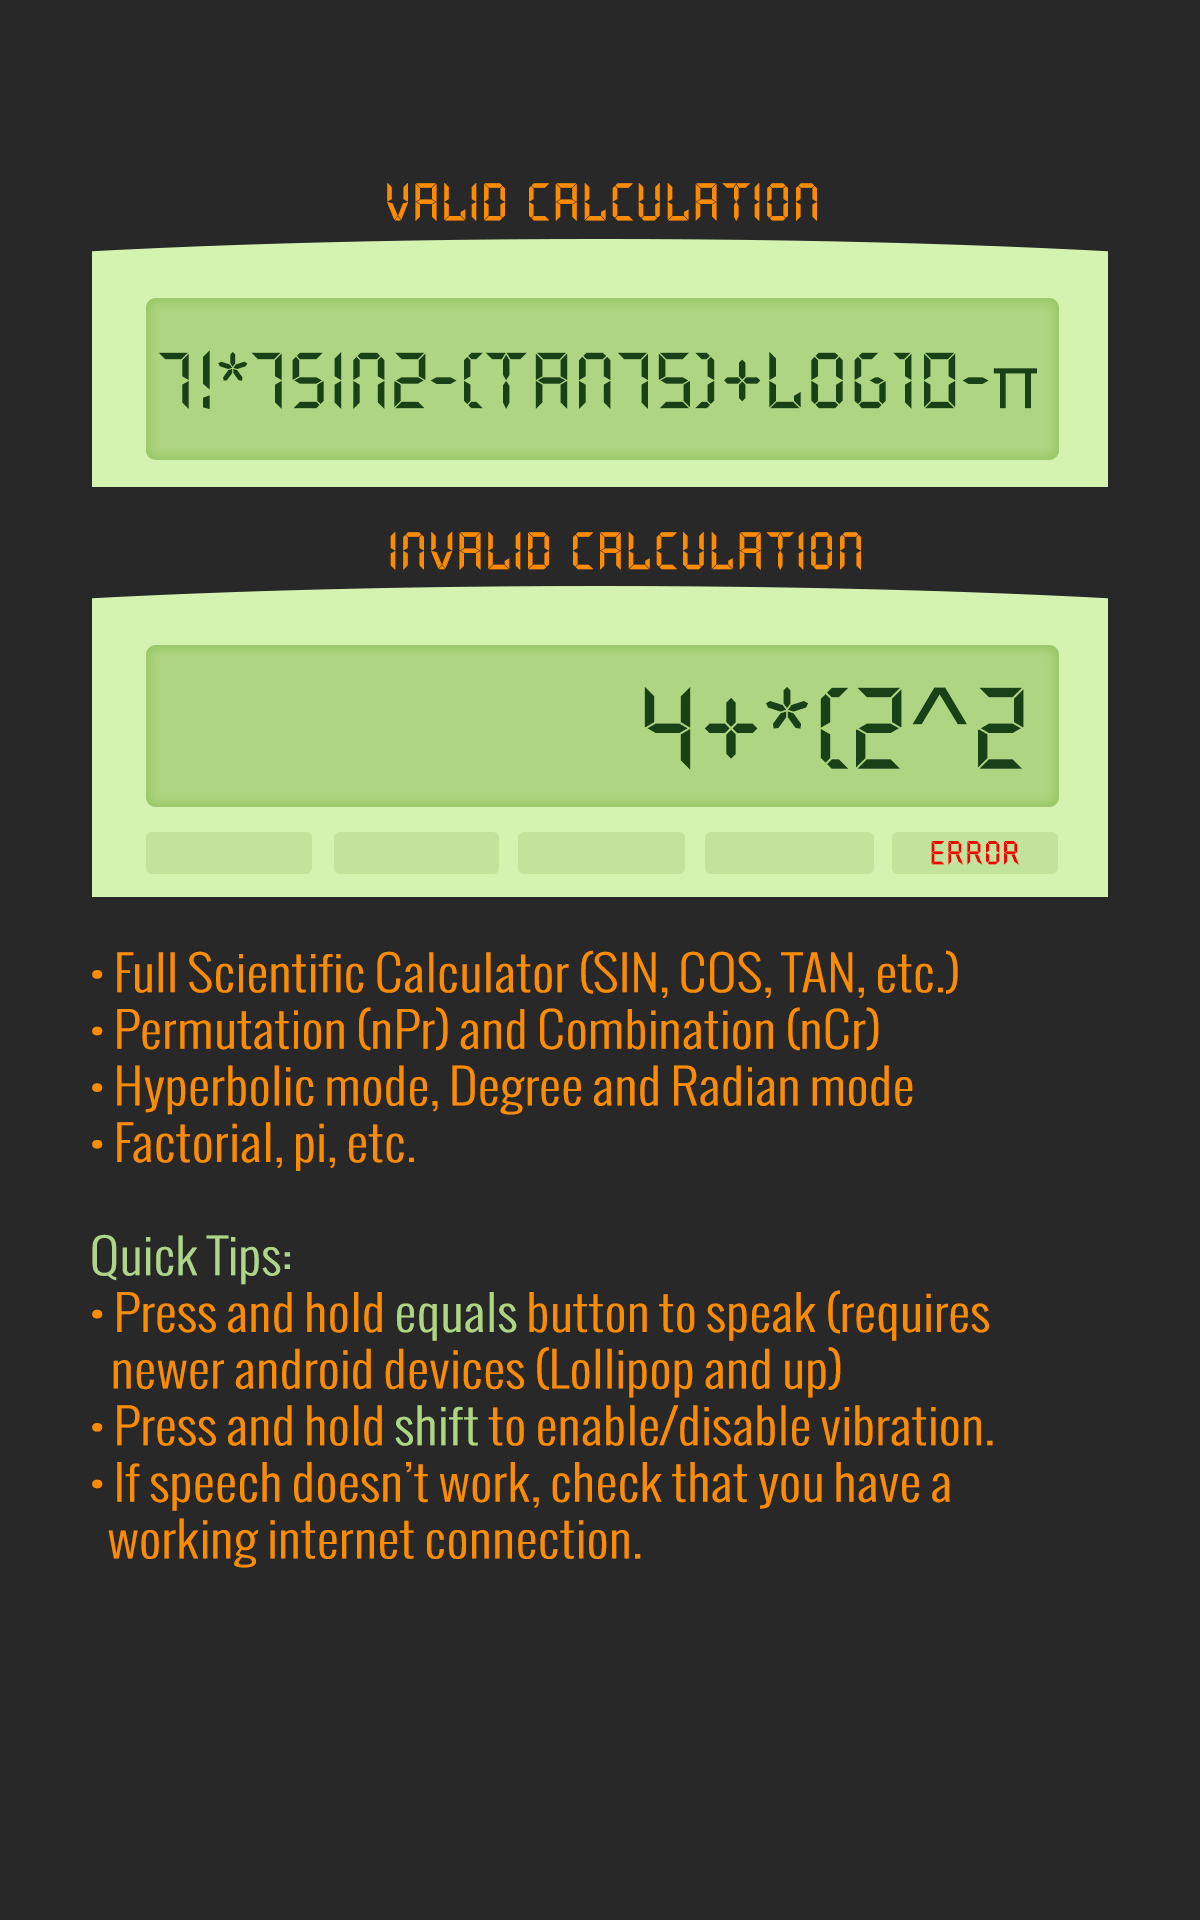 VALID CALCULATION
7!*7SIN2-(TAN75)+LOG10-π
INVALID CALCULATION
4+*(2^2
ERROR
• Full Scientific Calculator (SIN, COS, TAN, etc.)
• Permutation (nPr) and Combination (nCr)
• Hyperbolic mode, Degree and Radian mode
• Factorial, pi, etc.
Quick Tips:
• Press and hold equals button to speak (requires
newer android devices (Lollipop and up)
• Press and hold shift to enable/disable vibration.
• If speech doesn’t work, check that you have a
working internet connection.